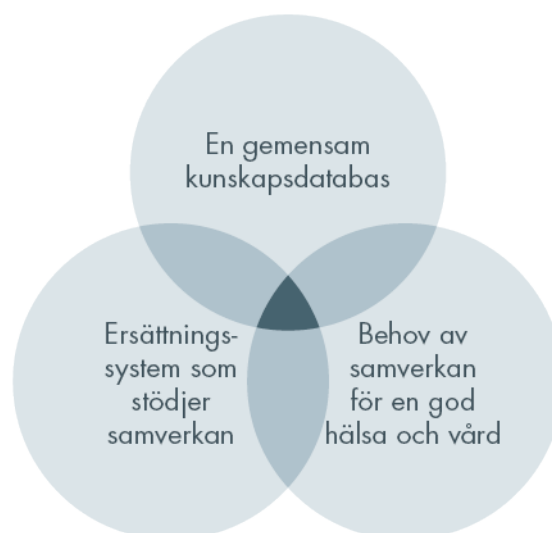 En gemensam
kunskapsdatabas
Ersättnings-
system som
stödjer
samverkan
Behov av
samverkan
för en god
hälsa och vård